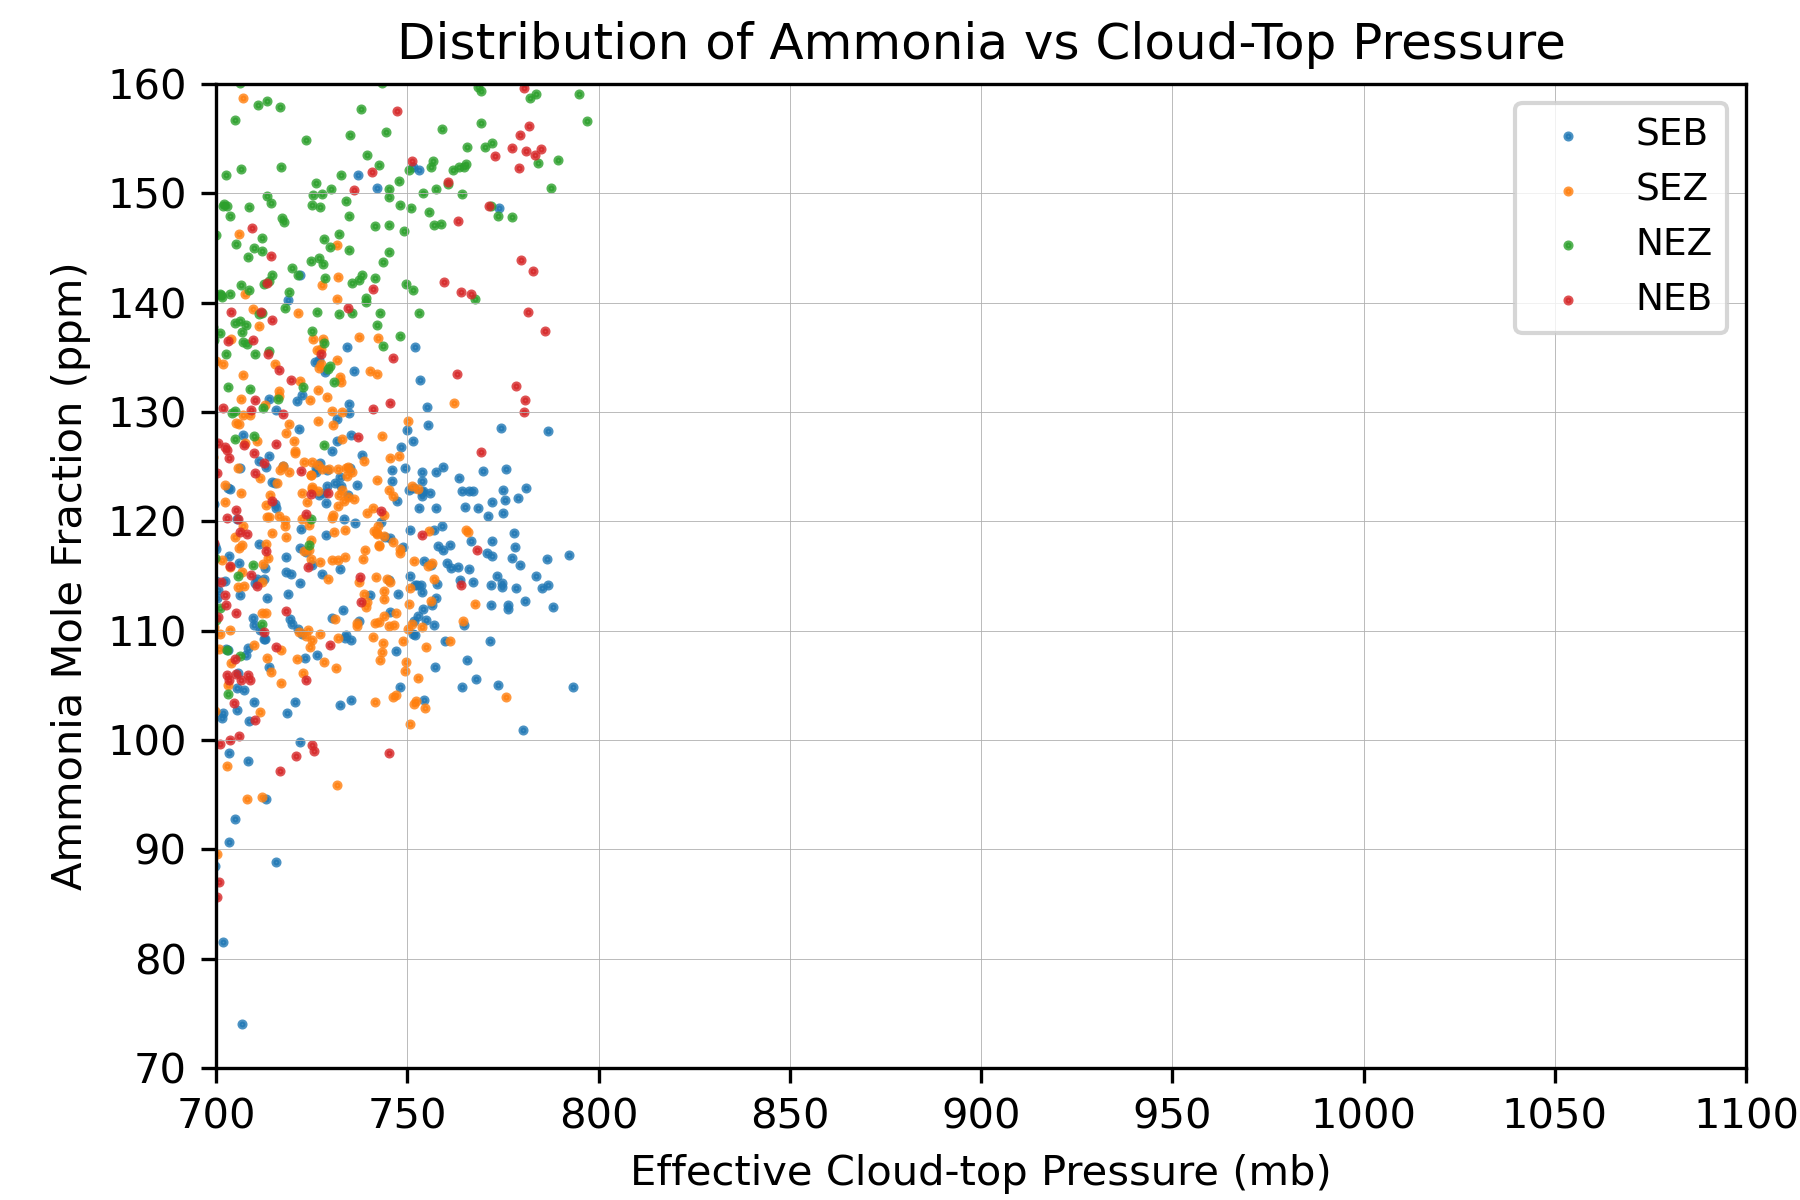 Distribution of Ammonia vs Cloud-Top Pressure
160
150
140
130
120
110
100
90
80
70
Ammonia Mole Fraction (ppm)
SEB
SEZ
NEZ
NEB
700 750 800 850 900 950 1000 1050 1100
Effective Cloud-top Pressure (mb)